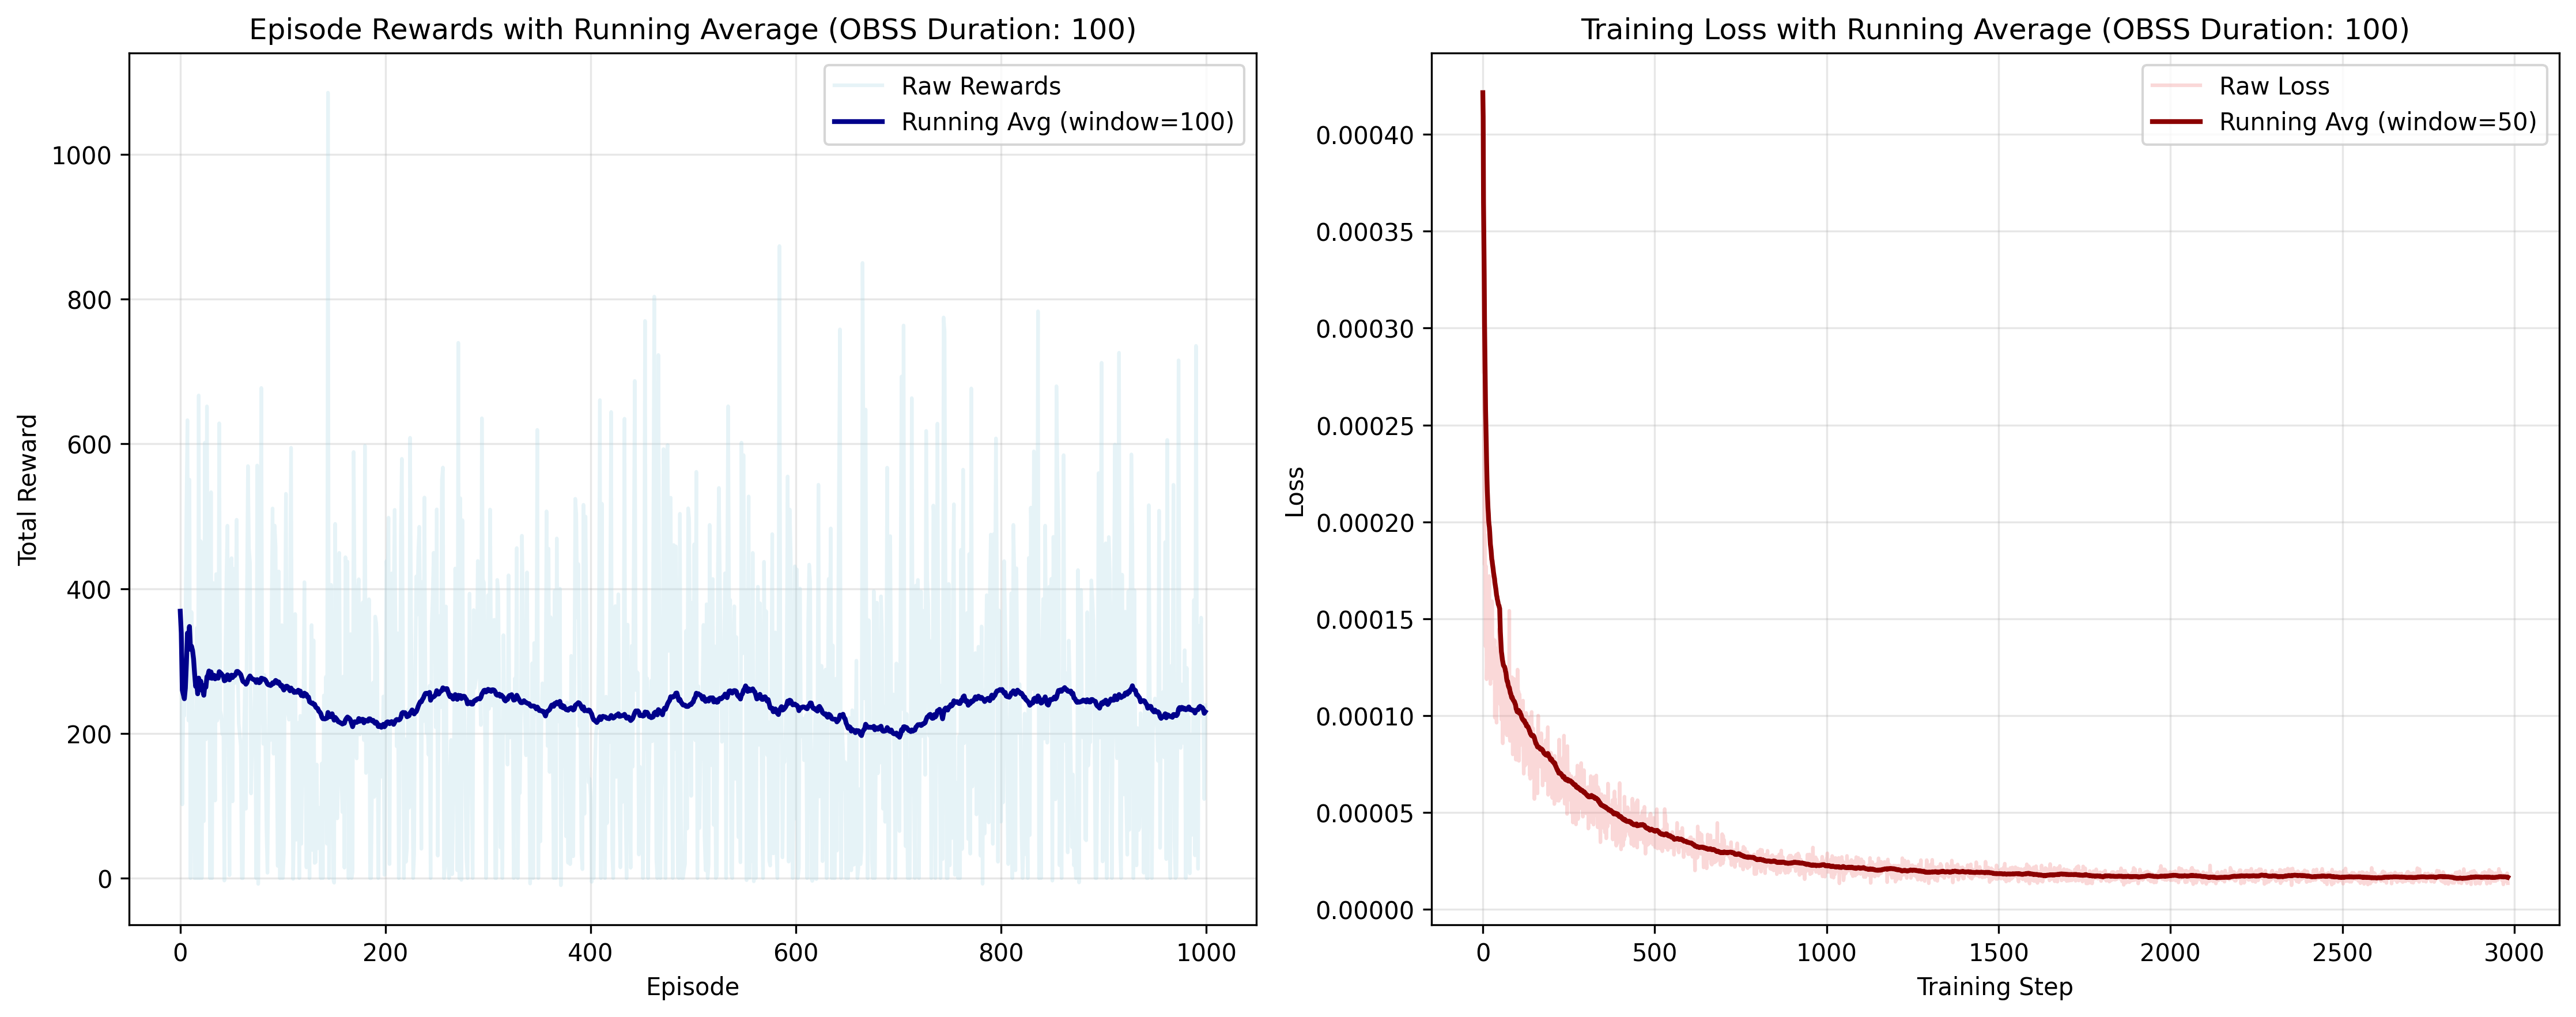 Episode Rewards with Running Average (OBSS Duration: 100)
Raw Rewards
Running Avg (window=100)
1000
800
600
400
200
0
Total Reward
0 200 400 600 800 1000
Episode
Training Loss with Running Average (OBSS Duration: 100)
Raw Loss
Running Avg (window=50)
0.00040
0.00035
0.00030
0.00025
0.00020
0.00015
0.00010
0.00005
0.00000
Loss
0 500 1000 1500 2000 2500 3000
Training Step